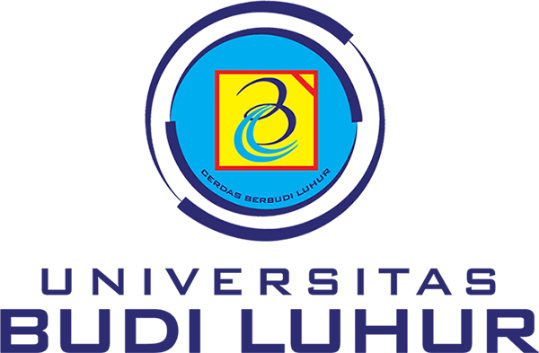 CERDAS BERBUDI LUHUR
UNIVERSITAS
BUDI LUHUR